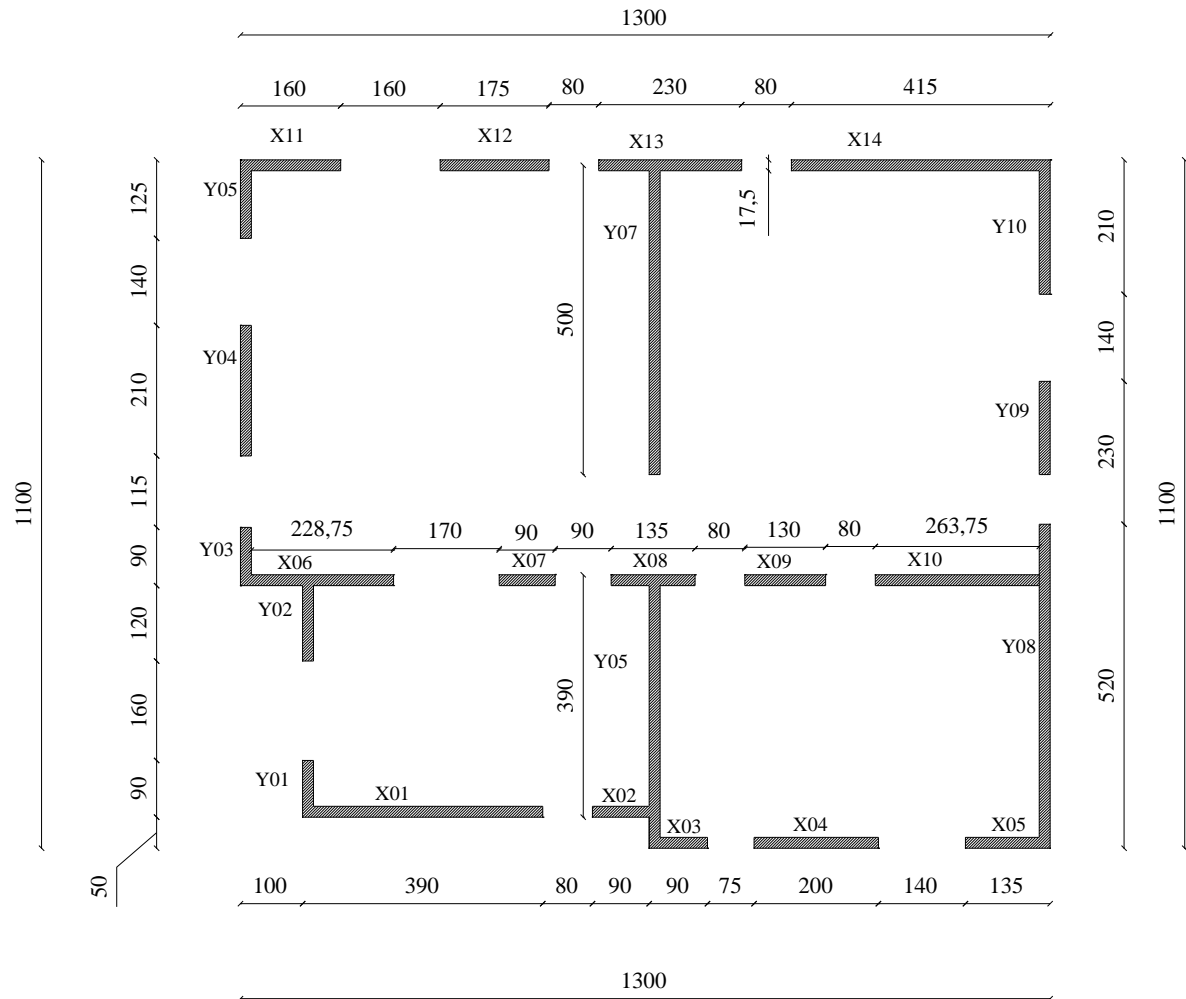 1300
160 160 175 80 230 80 415
X11 X12 X13 X14
125 Y05 17,5 Y07 Y10 210
140 500 140
Y04 210 Y09 230
1100 115 1100
228,75 170 90 90 135 80 130 80 263,75
90 Y03 X06 X07 X08 X09 X10
120 Y02 Y05 Y08
160 390 520
90 Y01 X01 X02
X03 X04 X05
50 100 390 80 90 90 75 200 140 135
1300